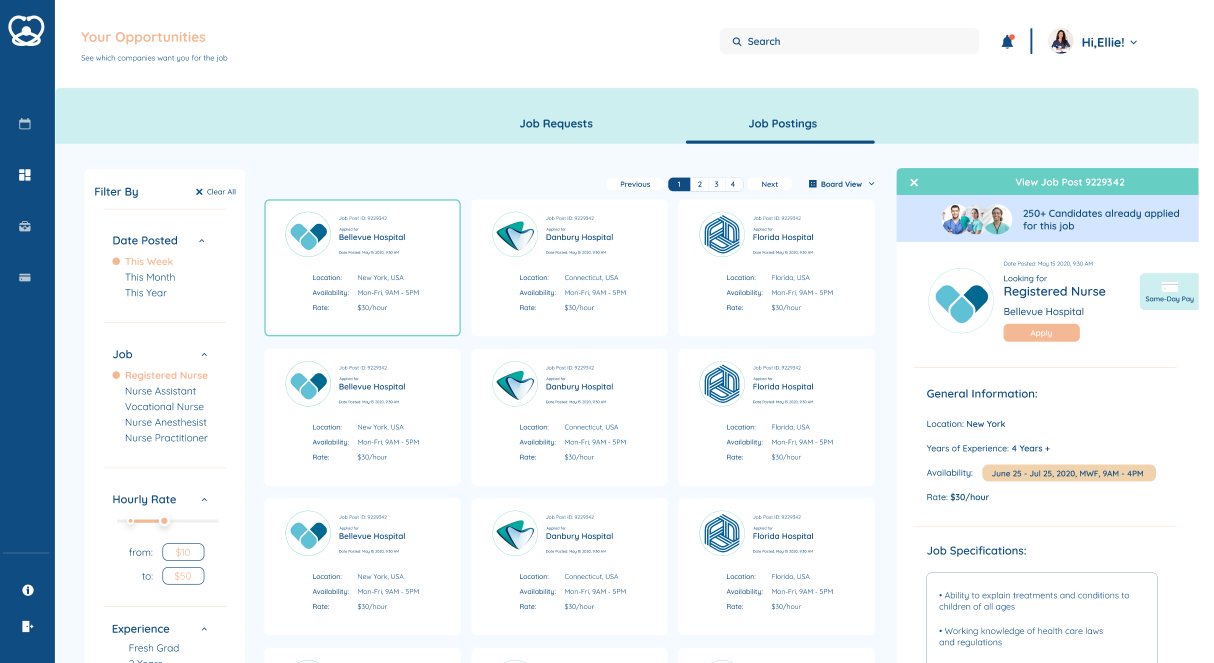 Your Opportunities
See which companies want you for the job
Search
Hi,Ellie!
Job Requests
Job Postings
Filter By
Clear All
Date Posted
This Week
This Month
This Year
Job
Registered Nurse
Nurse Assistant
Vocational Nurse
Nurse Anesthesist
Nurse Practitioner
Hourly Rate
from: $10
to: $50
Experience
Fresh Grad
2 Years
Previous 1 2 3 4 Next
Board View
Job Post ID: 9229342
Applied for
Bellevue Hospital
Date Posted: May 15 2020, 9:30 AM
Location: New York, USA
Availability: Mon-Fri, 9AM - 5PM
Rate: $30/hour
Job Post ID: 9229342
Applied for
Danbury Hospital
Date Posted: May 15 2020, 9:30 AM
Location: Connecticut, USA
Availability: Mon-Fri, 9AM - 5PM
Rate: $30/hour
Job Post ID: 9229342
Applied for
Florida Hospital
Date Posted: May 15 2020, 9:30 AM
Location: Florida, USA
Availability: Mon-Fri, 9AM - 5PM
Rate: $30/hour
Job Post ID: 9229342
Applied for
Bellevue Hospital
Date Posted: May 15 2020, 9:30 AM
Location: New York, USA
Availability: Mon-Fri, 9AM - 5PM
Rate: $30/hour
Job Post ID: 9229342
Applied for
Danbury Hospital
Date Posted: May 15 2020, 9:30 AM
Location: Connecticut, USA
Availability: Mon-Fri, 9AM - 5PM
Rate: $30/hour
Job Post ID: 9229342
Applied for
Florida Hospital
Date Posted: May 15 2020, 9:30 AM
Location: Florida, USA
Availability: Mon-Fri, 9AM - 5PM
Rate: $30/hour
Job Post ID: 9229342
Applied for
Bellevue Hospital
Date Posted: May 15 2020, 9:30 AM
Location: New York, USA
Availability: Mon-Fri, 9AM - 5PM
Rate: $30/hour
Job Post ID: 9229342
Applied for
Danbury Hospital
Date Posted: May 15 2020, 9:30 AM
Location: Connecticut, USA
Availability: Mon-Fri, 9AM - 5PM
Rate: $30/hour
Job Post ID: 9229342
Applied for
Florida Hospital
Date Posted: May 15 2020, 9:30 AM
Location: Florida, USA
Availability: Mon-Fri, 9AM - 5PM
Rate: $30/hour
View Job Post 9229342
250+ Candidates already applied
for this job
Date Posted: May 15 2020, 9:30 AM
Looking for
Registered Nurse
Bellevue Hospital
Apply
Same-Day Pay
General Information:
Location: New York
Years of Experience: 4 Years +
Availability: June 25 - Jul 25, 2020, MWF, 9AM - 4PM
Rate: $30/hour
Job Specifications:
• Ability to explain treatments and conditions to
children of all ages
• Working knowledge of health care laws
and regulations